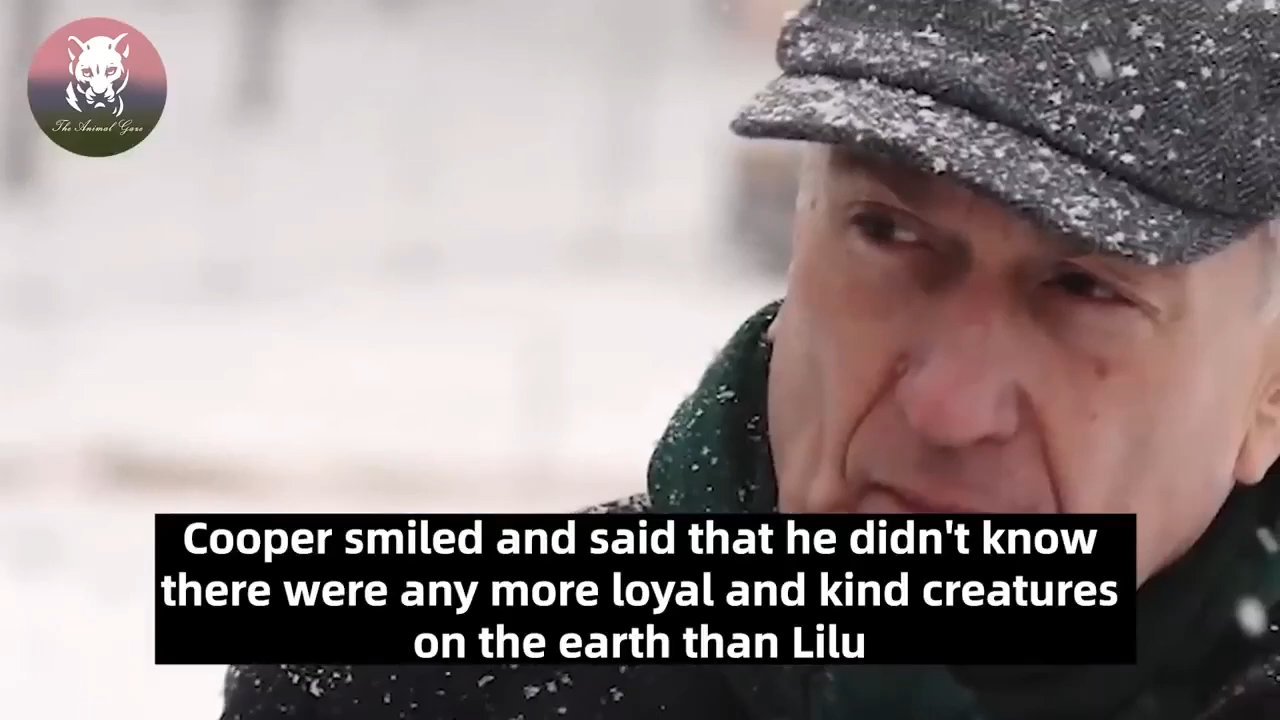 The Animal Gaze
Cooper smiled and said that he didn't know
there were any more loyal and kind creatures
on the earth than Lilu